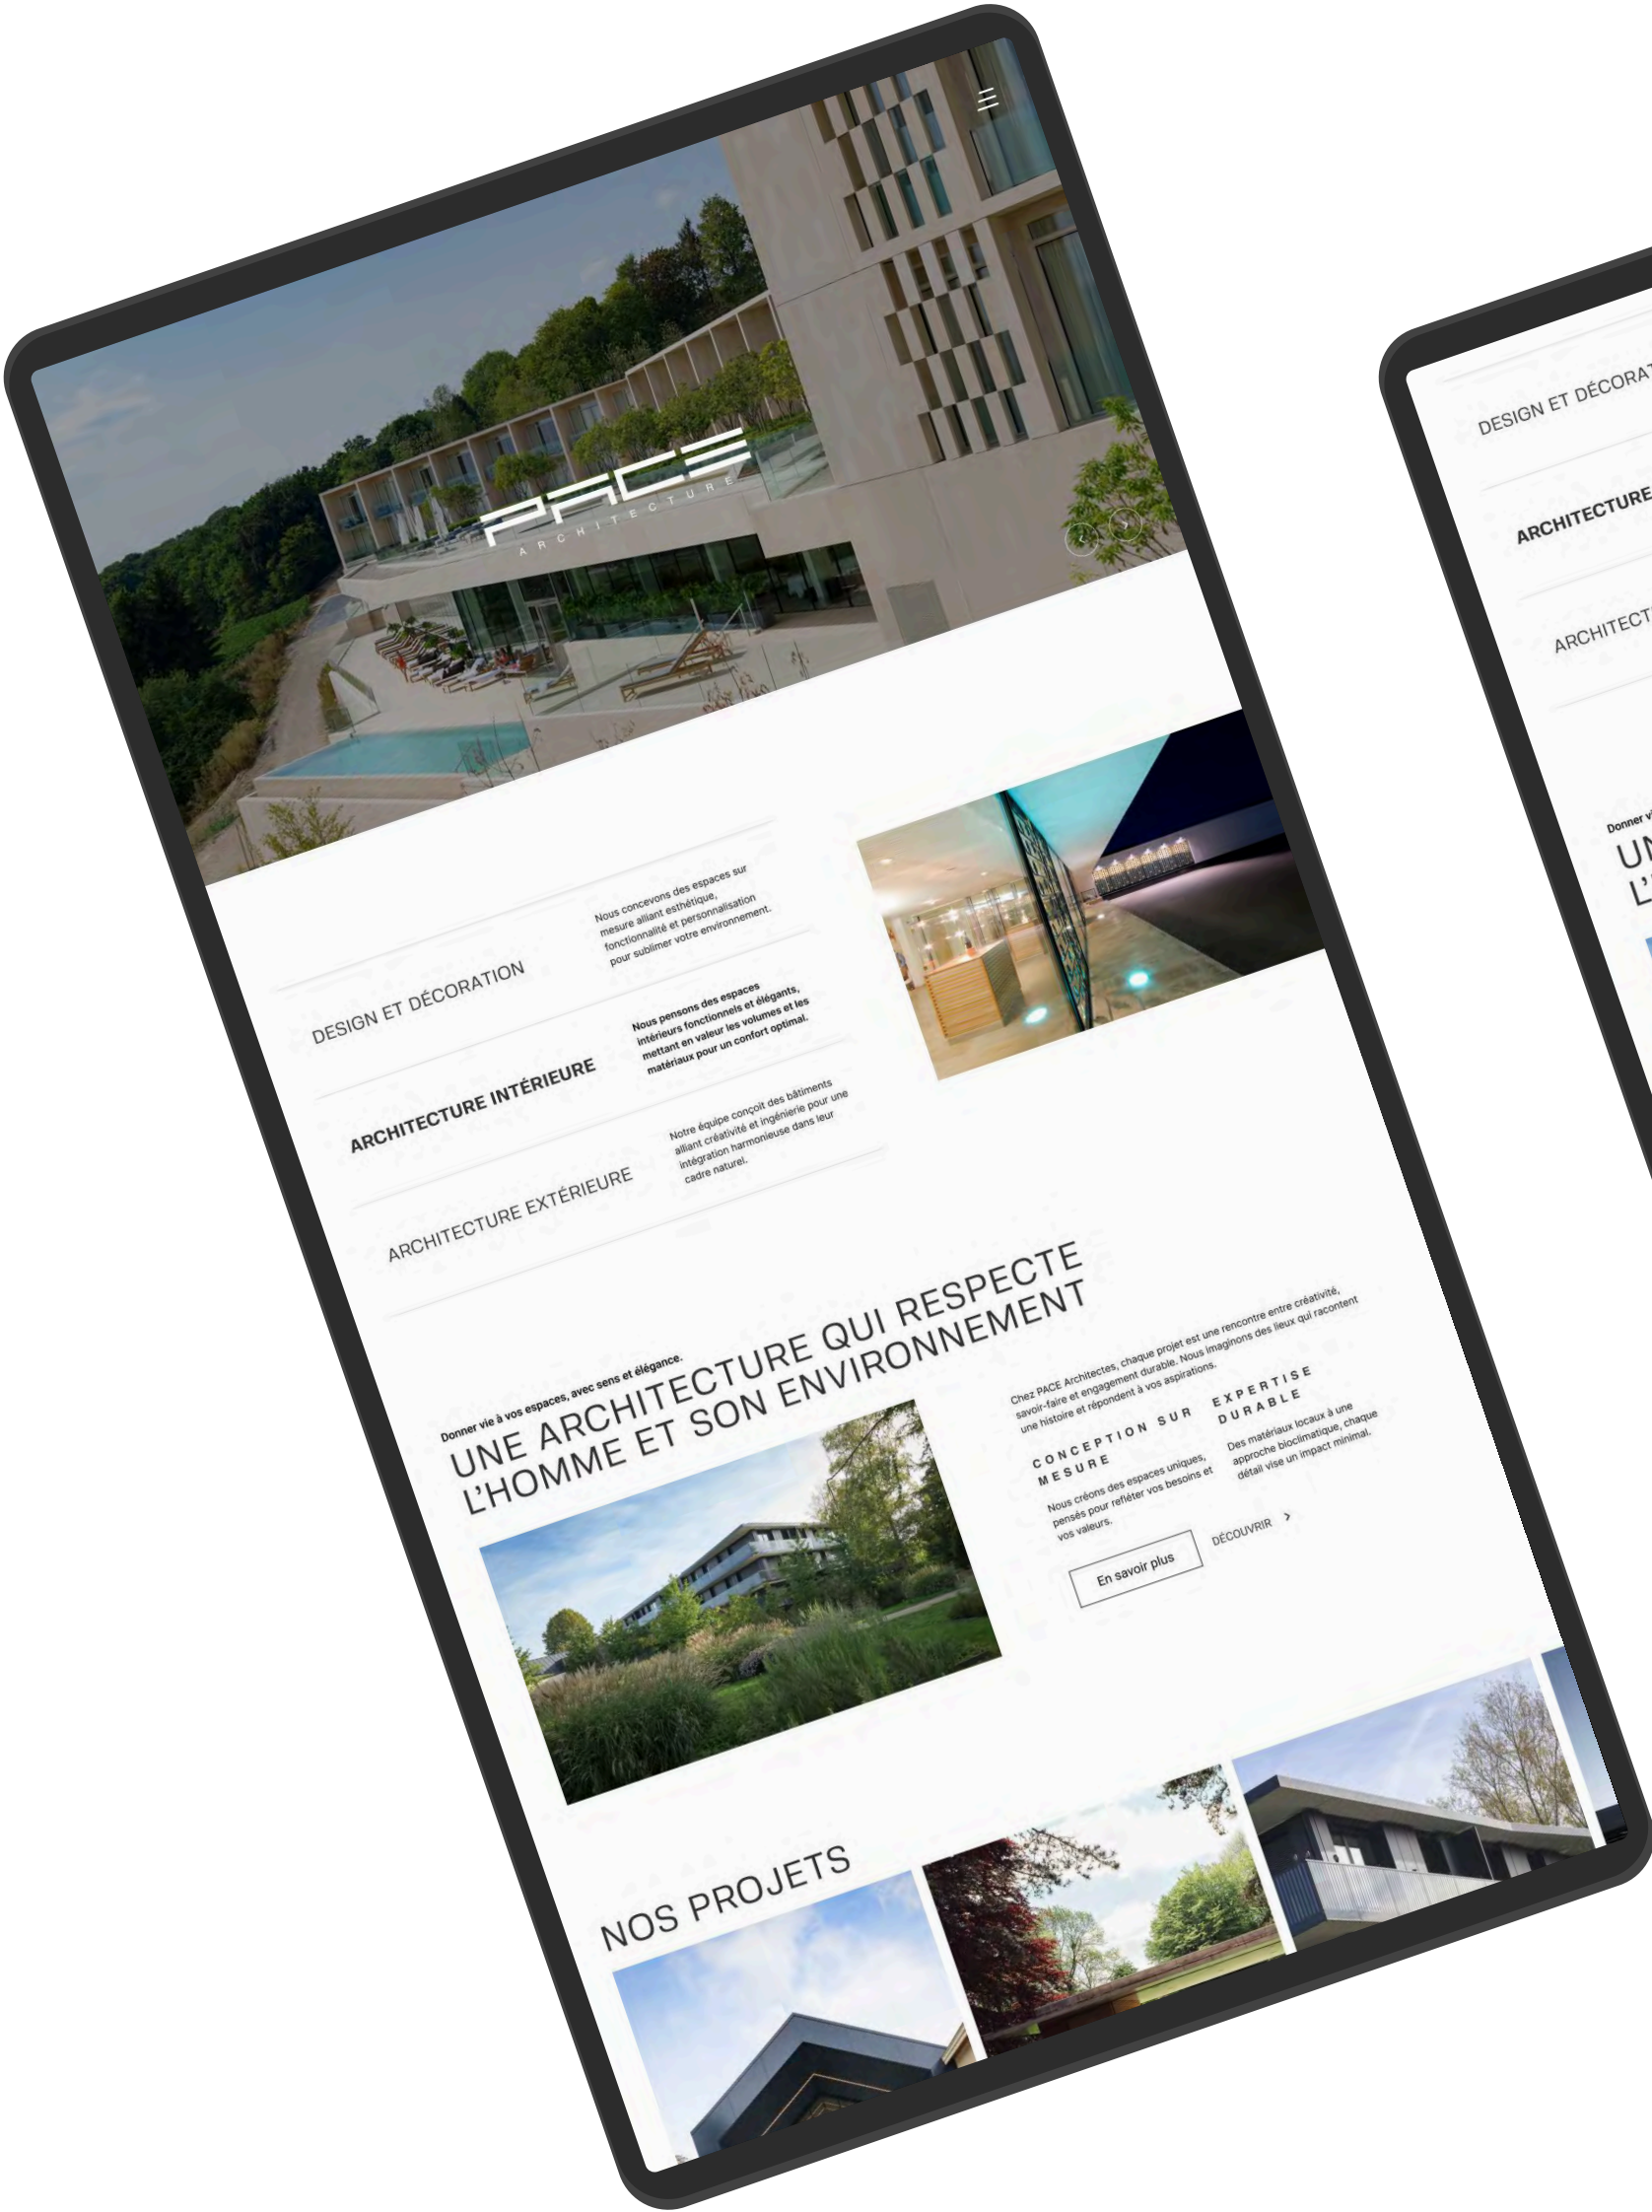 PACE
ARCHITECTURE
DESIGN ET DÉCORATION
Nous concevons des espaces sur
mesure alliant esthétique,
fonctionnalité et personnalisation
pour sublimer votre environnement.
ARCHITECTURE INTÉRIEURE
Nous pensons des espaces
intérieurs fonctionnels et élégants,
mettant en valeur les volumes et les
matériaux pour un confort optimal.
ARCHITECTURE EXTÉRIEURE
Notre équipe conçoit des bâtiments
alliant créativité et ingénierie pour une
intégration harmonieuse dans leur
cadre naturel.
Donner vie à vos espaces, avec sens et élégance.
UNE ARCHITECTURE QUI RESPECTE
L'HOMME ET SON ENVIRONNEMENT
Chez PACE Architectes, chaque projet est une rencontre entre créativité,
savoir-faire et engagement durable. Nous imaginons des lieux qui racontent
une histoire et répondent à vos aspirations.
CONCEPTION SUR
MESURE
Nous créons des espaces uniques,
pensés pour refléter vos besoins et
vos valeurs.
EXPERTISE
DURABLE
Des matériaux locaux à une
approche bioclimatique, chaque
détail vise un impact minimal.
En savoir plus
DÉCOUVRIR
NOS PROJETS
DESIGN ET DÉCORAT
ARCHITECTURE
ARCHITECT
Donner v
UN
L'